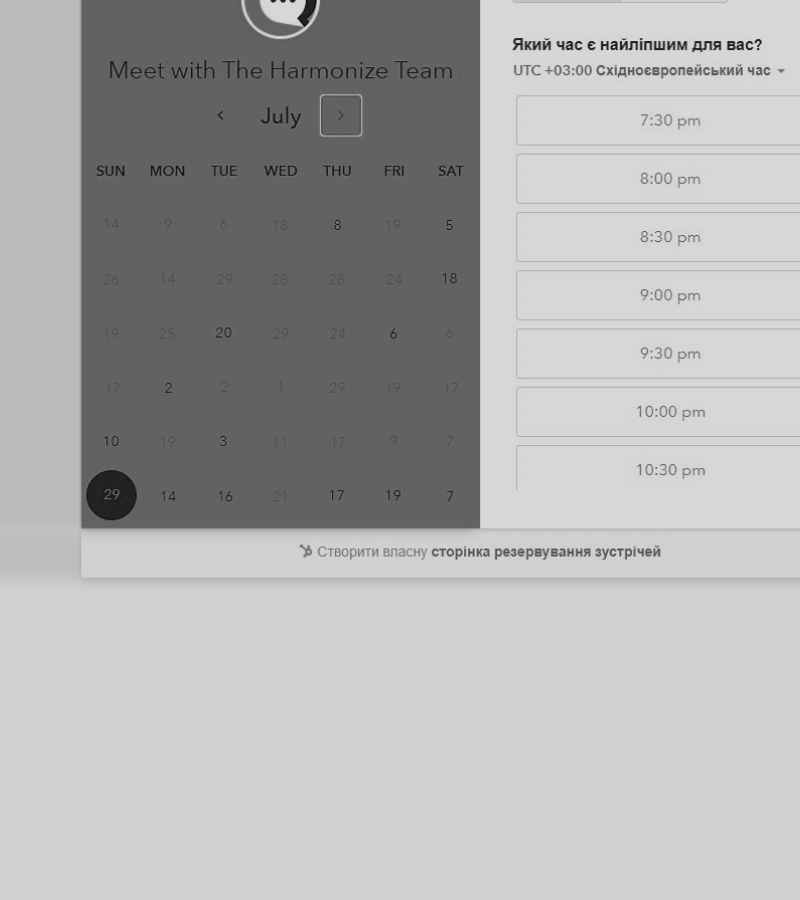 Meet with The Harmonize Team
July
SUN MON TUE WED THU FRI SAT
14 9 6 18 8 19 5
26 14 29 28 28 24 18
19 25 20 29 24 6 6
17 2 2 1 29 19 17
10 19 3 11 17 9 7
29 14 16 21 17 19 7
Який час є найліпшим для вас?
UTC +03:00 Східноєвропейський час
7:30 pm
8:00 pm
8:30 pm
9:00 pm
9:30 pm
10:00 pm
10:30 pm
Створити власну сторінка резервування зустрічей